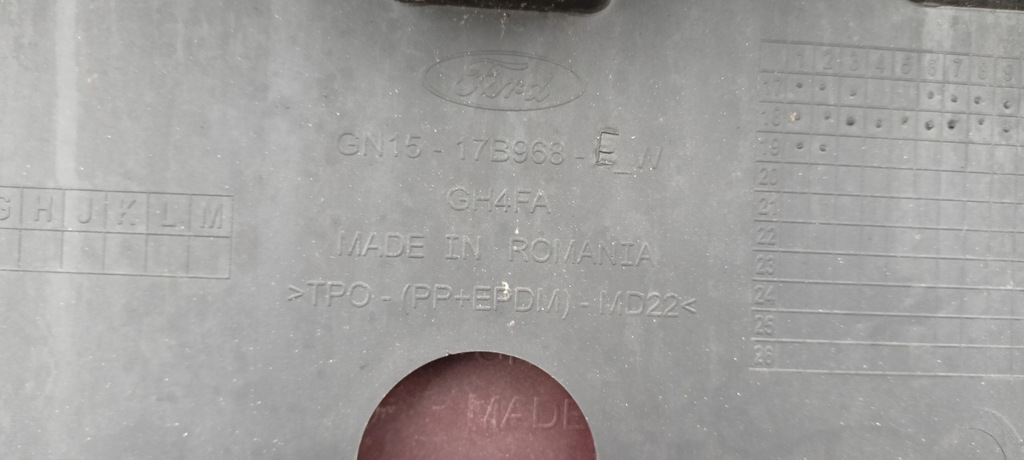 Ford
GN15 - 17B968 - E_W
GH4FA
MADE IN ROMANIA
>TPO - (PP+EPDM) - MD22<
G H J K L M
1 2 3 4 5 6 7 8 9
17
18
19
20
21
22
23
24
25
26
MADE